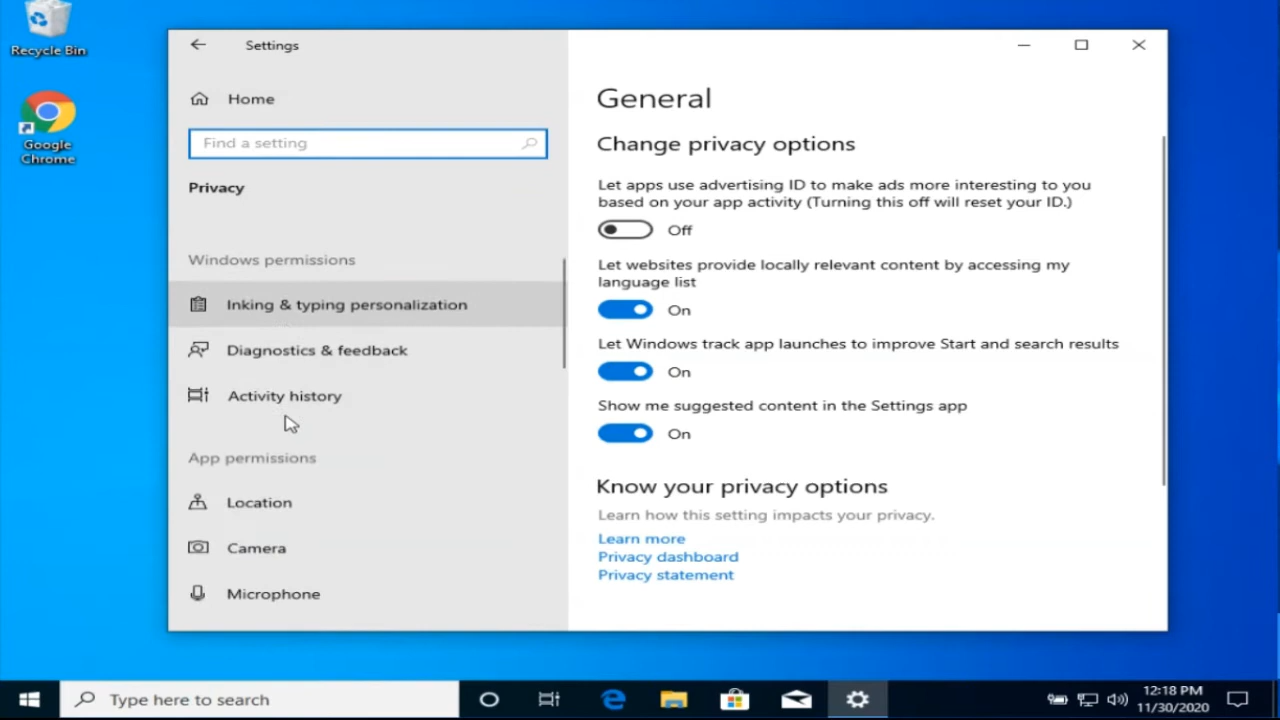 Recycle Bin
Google
Chrome
Settings
Home
Find a setting
Privacy
Windows permissions
Inking & typing personalization
Diagnostics & feedback
Activity history
App permissions
Location
Camera
Microphone
General
Change privacy options
Let apps use advertising ID to make ads more interesting to you
based on your app activity (Turning this off will reset your ID.)
Off
Let websites provide locally relevant content by accessing my
language list
On
Let Windows track app launches to improve Start and search results
On
Show me suggested content in the Settings app
On
Know your privacy options
Learn how this setting impacts your privacy.
Learn more
Privacy dashboard
Privacy statement
Type here to search
12:18 PM
11/30/2020